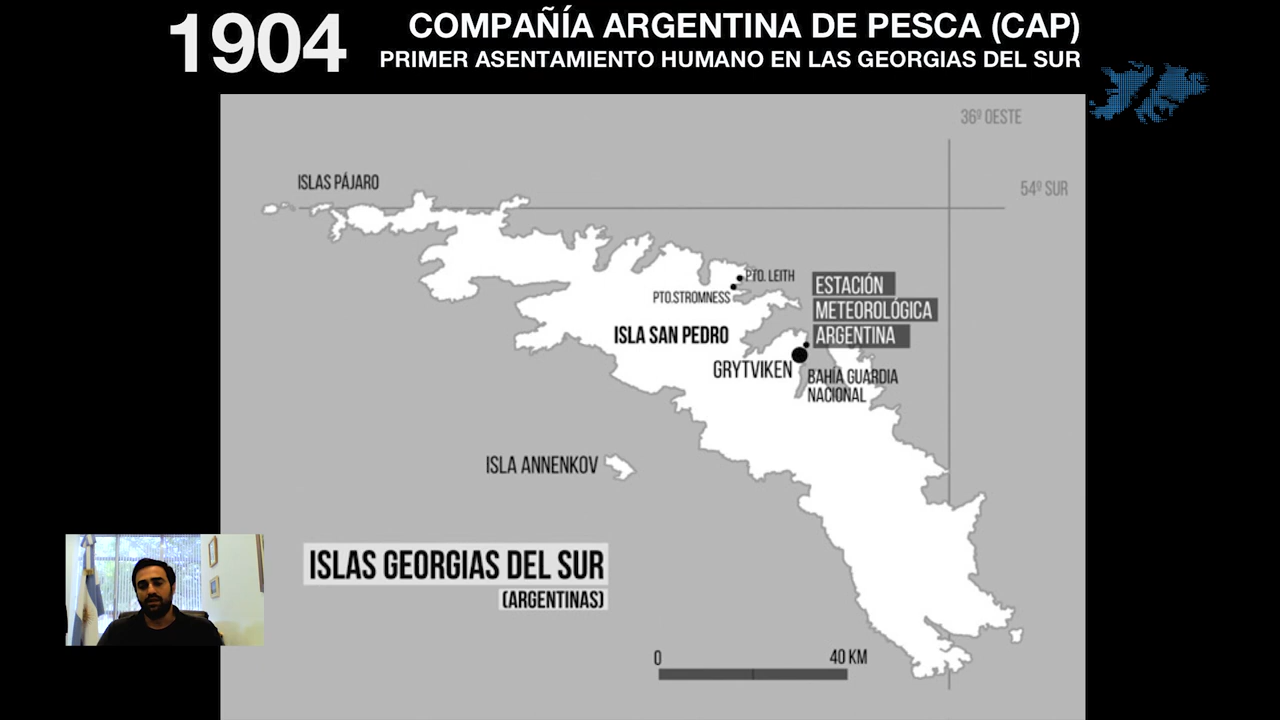 1904
COMPAÑÍA ARGENTINA DE PESCA (CAP)
PRIMER ASENTAMIENTO HUMANO EN LAS GEORGIAS DEL SUR
36º OESTE
ISLAS PÁJARO
54º SUR
PTO. LEITH
PTO.STROMNESS
ESTACIÓN
METEOROLÓGICA
ARGENTINA
ISLA SAN PEDRO
GRYTVIKEN
BAHÍA GUARDIA
NACIONAL
ISLA ANNENKOV
ISLAS GEORGIAS DEL SUR
(ARGENTINAS)
0
40 KM